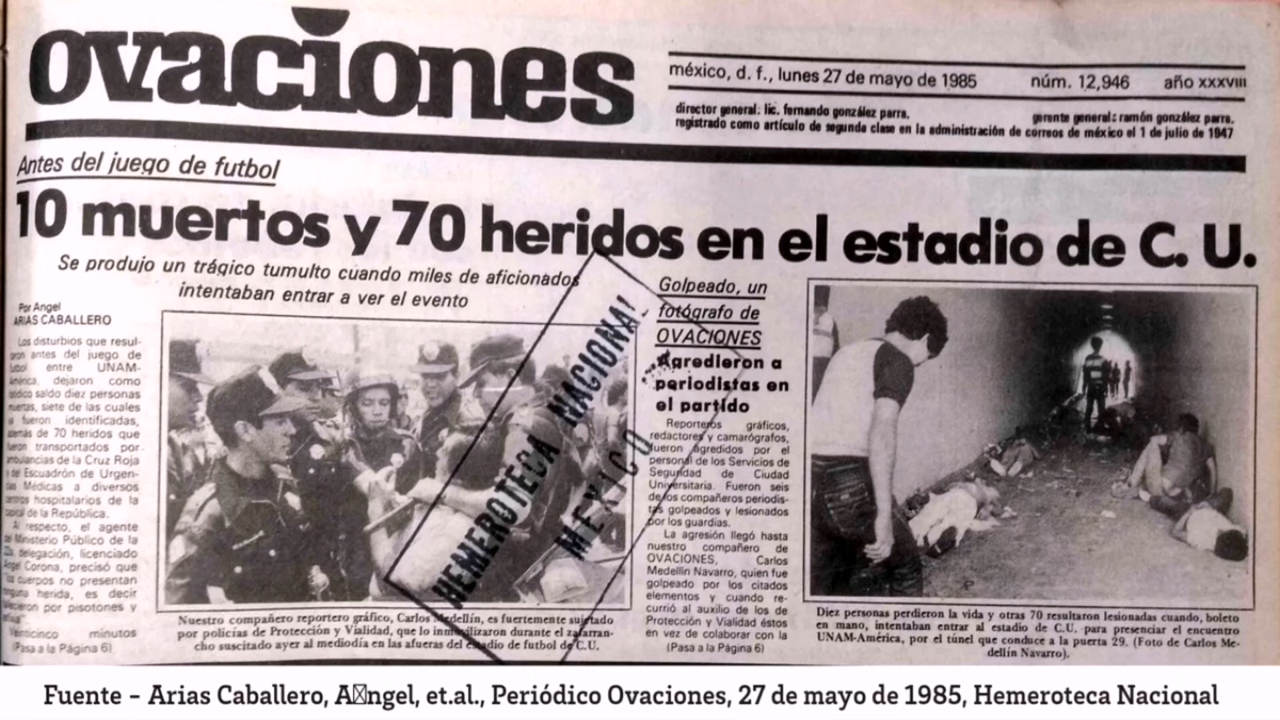 ovaciones
méxico, d. f., lunes 27 de mayo de 1985 núm. 12,946 año XXXVIII
director general: lic. fernando gonzález parra. gerente general: ramón gonzález parra.
registrado como artículo de segunda clase en la administración de correos de méxico el 1 de julio de 1947
Antes del juego de futbol
10 muertos y 70 heridos en el estadio de C. U.
Se produjo un trágico tumulto cuando miles de aficionados
intentaban entrar a ver el evento
Por Angel
ARIAS CABALLERO
Los disturbios que resul-
antes del juego de
entre UNAM-
dejaron como
saldo diez personas
siete de las cuales
fueron identificadas,
de 70 heridos que
fueron transportados por
ambulancias de la Cruz Roja
Escuadrón de Urgen-
Médicas a diversos
hospitalarios de la
de la República.
Al respecto, el agente
Ministerio Público de la
delegación, licenciado
Angel Corona, precisó que
cuerpos no presentan
herida, es decir
por pisotones y
minutos
(Pasa a la Página 6)
Nuestro compañero reportero gráfico, Carlos Medellín, es fuertemente sujetado
por policías de Protección y Vialidad, que lo inmovilizaron durante el zafarran-
cho suscitado ayer al mediodía en las afueras del estadio de futbol de C.U.
Golpeado, un
fotógrafo de
OVACIONES
Agredieron a
periodistas en
el partido
Reporteros gráficos,
redactores y camarógrafos,
fueron agredidos por el
personal de los Servicios de
Seguridad de Ciudad
Universitaria. Fueron seis
de los compañeros periodis-
tas golpeados y lesionados
por los guardias.
La agresión llegó hasta
nuestro compañero de
OVACIONES, Carlos
Medellín Navarro, quien fue
golpeado por los citados
elementos y cuando re-
currió al auxilio de los de
Protección y Vialidad éstos
en vez de colaborar con la
(Pasa a la Página 6)
Diez personas perdieron la vida y otras 70 resultaron lesionadas cuando, boleto
en mano, intentaban entrar al estadio de C.U. para presenciar el encuentro
UNAM-América, por el túnel que conduce a la puerta 29. (Foto de Carlos Me-
dellín Navarro).
HEMEROTECA NACIONAL
MEXICO
Fuente - Arias Caballero, A▯ngel, et.al., Periódico Ovaciones, 27 de mayo de 1985, Hemeroteca Nacional